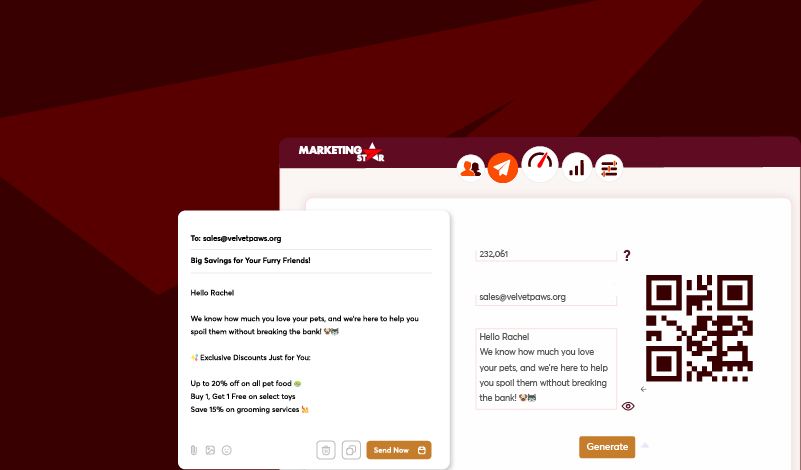 MARKETING
STAR
To: sales@velvetpaws.org
Big Savings for Your Furry Friends!
Hello Rachel
We know how much you love your pets, and we're here to help you
spoil them without breaking the bank! 🐶🐱
✨ Exclusive Discounts Just for You:
Up to 20% off on all pet food
Buy 1, Get 1 Free on select toys
Save 15% on grooming services
Send Now
232,061
?
sales@velvetpaws.org
Hello Rachel
We know how much you love
your pets, and we're here to help
you spoil them without breaking
the bank! 🐶🐱
Generate